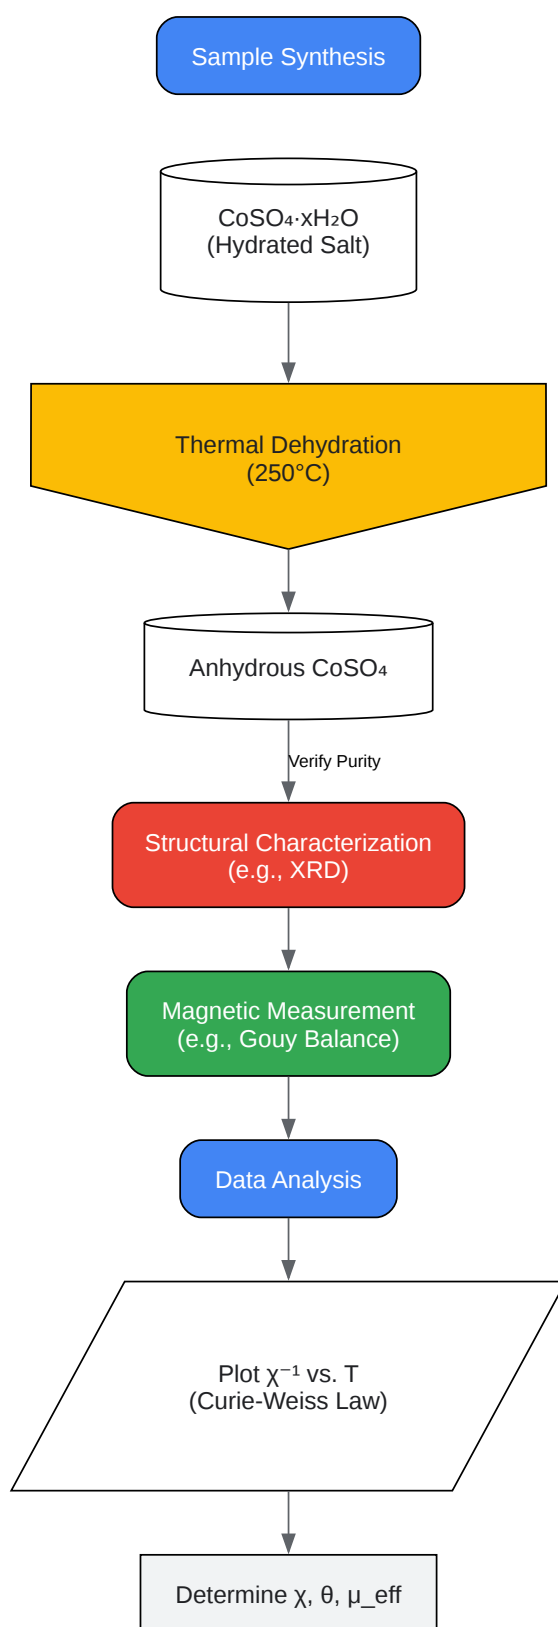 Sample Synthesis
CoSO₄·xH₂O
(Hydrated Salt)
Thermal Dehydration
(250°C)
Anhydrous CoSO₄
Verify Purity
Structural Characterization
(e.g., XRD)
Magnetic Measurement
(e.g., Gouy Balance)
Data Analysis
Plot χ⁻¹ vs. T
(Curie-Weiss Law)
Determine χ, θ, μ_eff